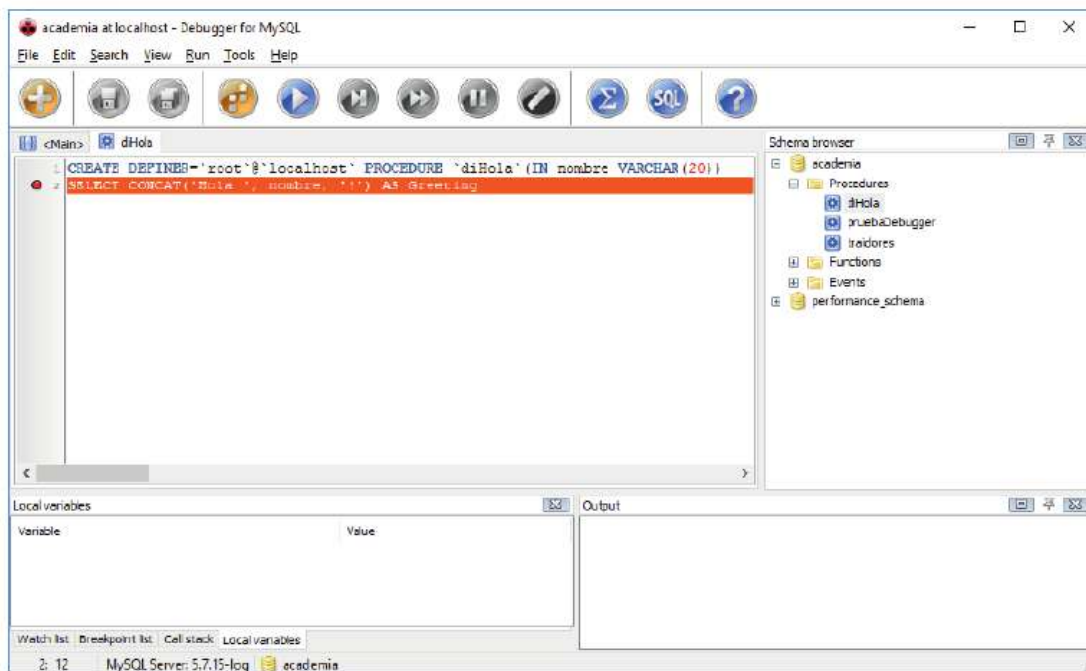 academia at localhost - Debugger for MySQL
File Edit Search View Run Tools Help
SQL
?
<Main> diHola
1 CREATE DEFINER=`root`@`localhost` PROCEDURE `diHola`(IN nombre VARCHAR(20))
2 SELECT CONCAT('Hola ', nombre, '!') AS Greeting
Schema browser
academia
Procedures
diHola
pruebaDebugger
traidores
Functions
Events
performance_schema
Local variables
Variable Value
Output
Watch list Breakpoint list Call stack Local variables
2: 12 MySQL Server: 5.7.15-log academia